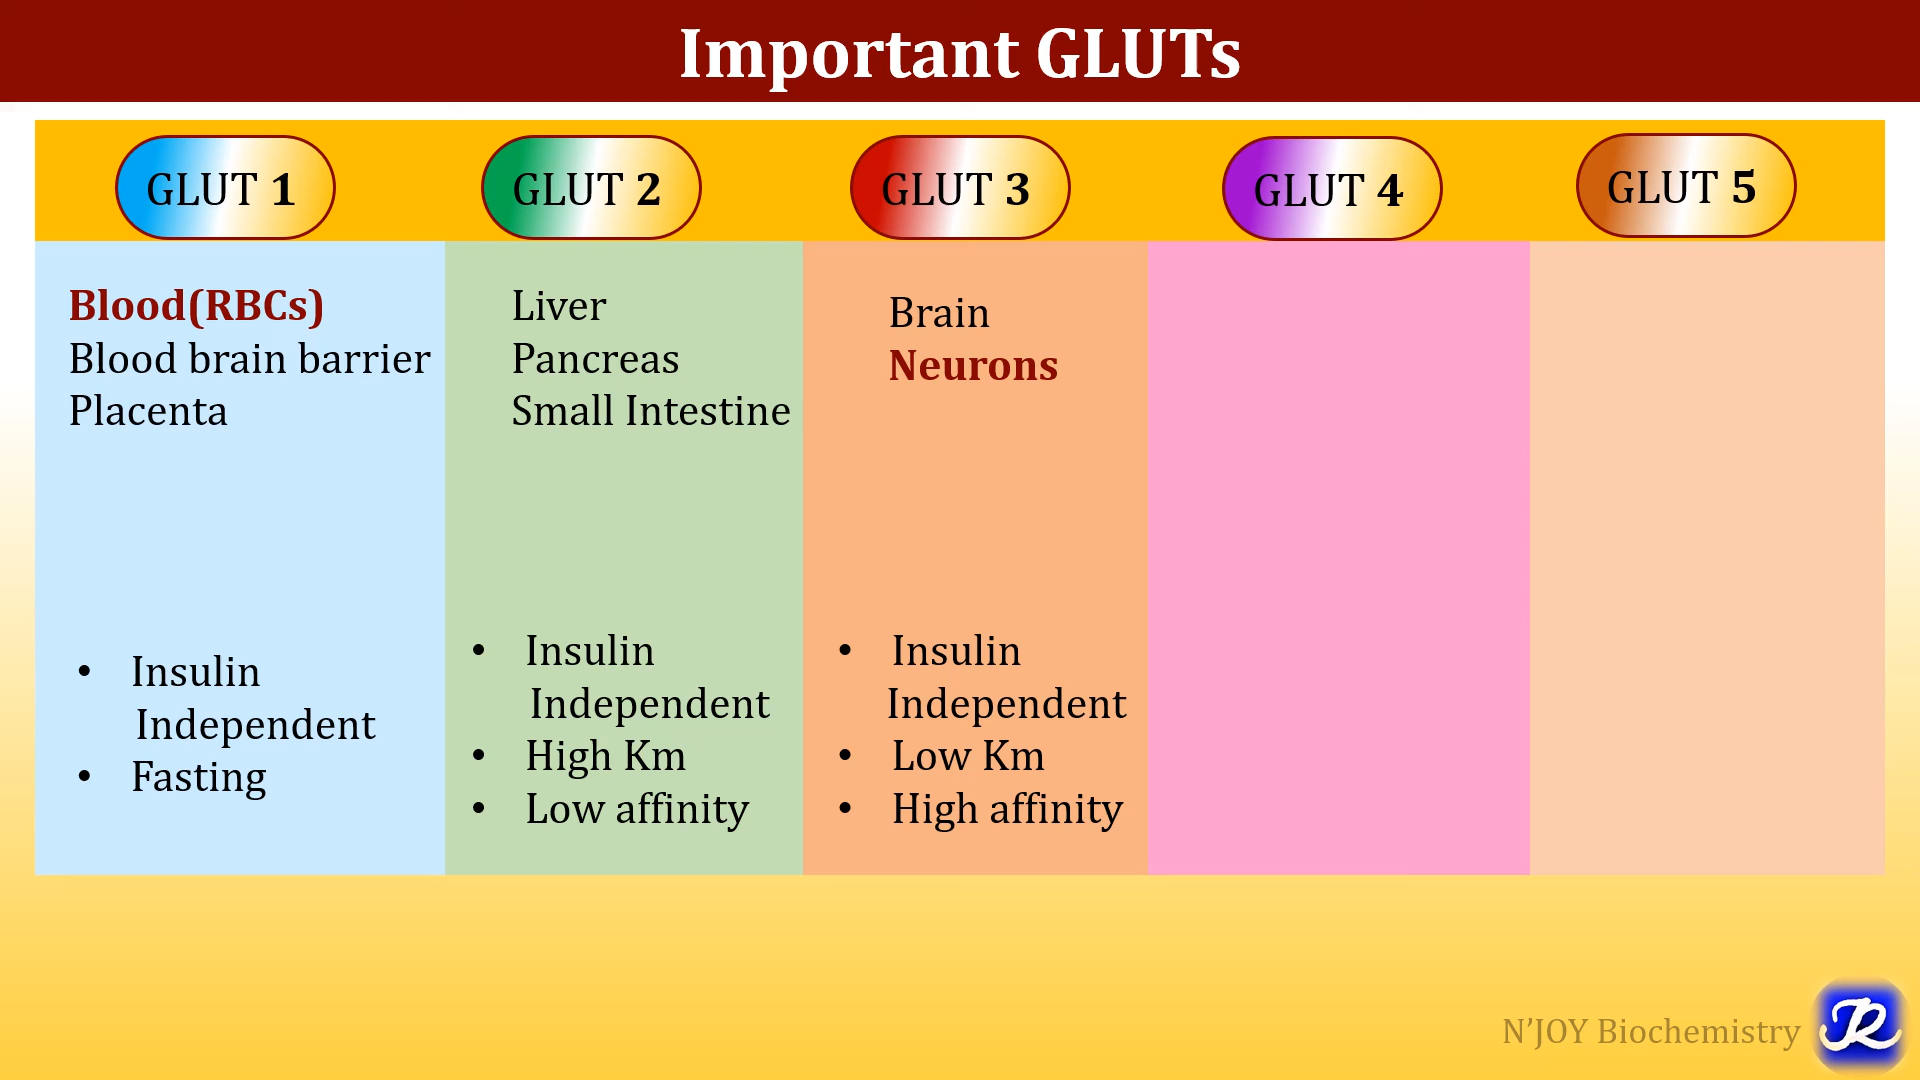 Important GLUTs
GLUT 1
GLUT 2
GLUT 3
GLUT 4
GLUT 5
Blood(RBCs)
Blood brain barrier
Placenta
• Insulin
Independent
• Fasting
Liver
Pancreas
Small Intestine
• Insulin
Independent
• High Km
• Low affinity
Brain
Neurons
• Insulin
Independent
• Low Km
• High affinity
N’JOY Biochemistry